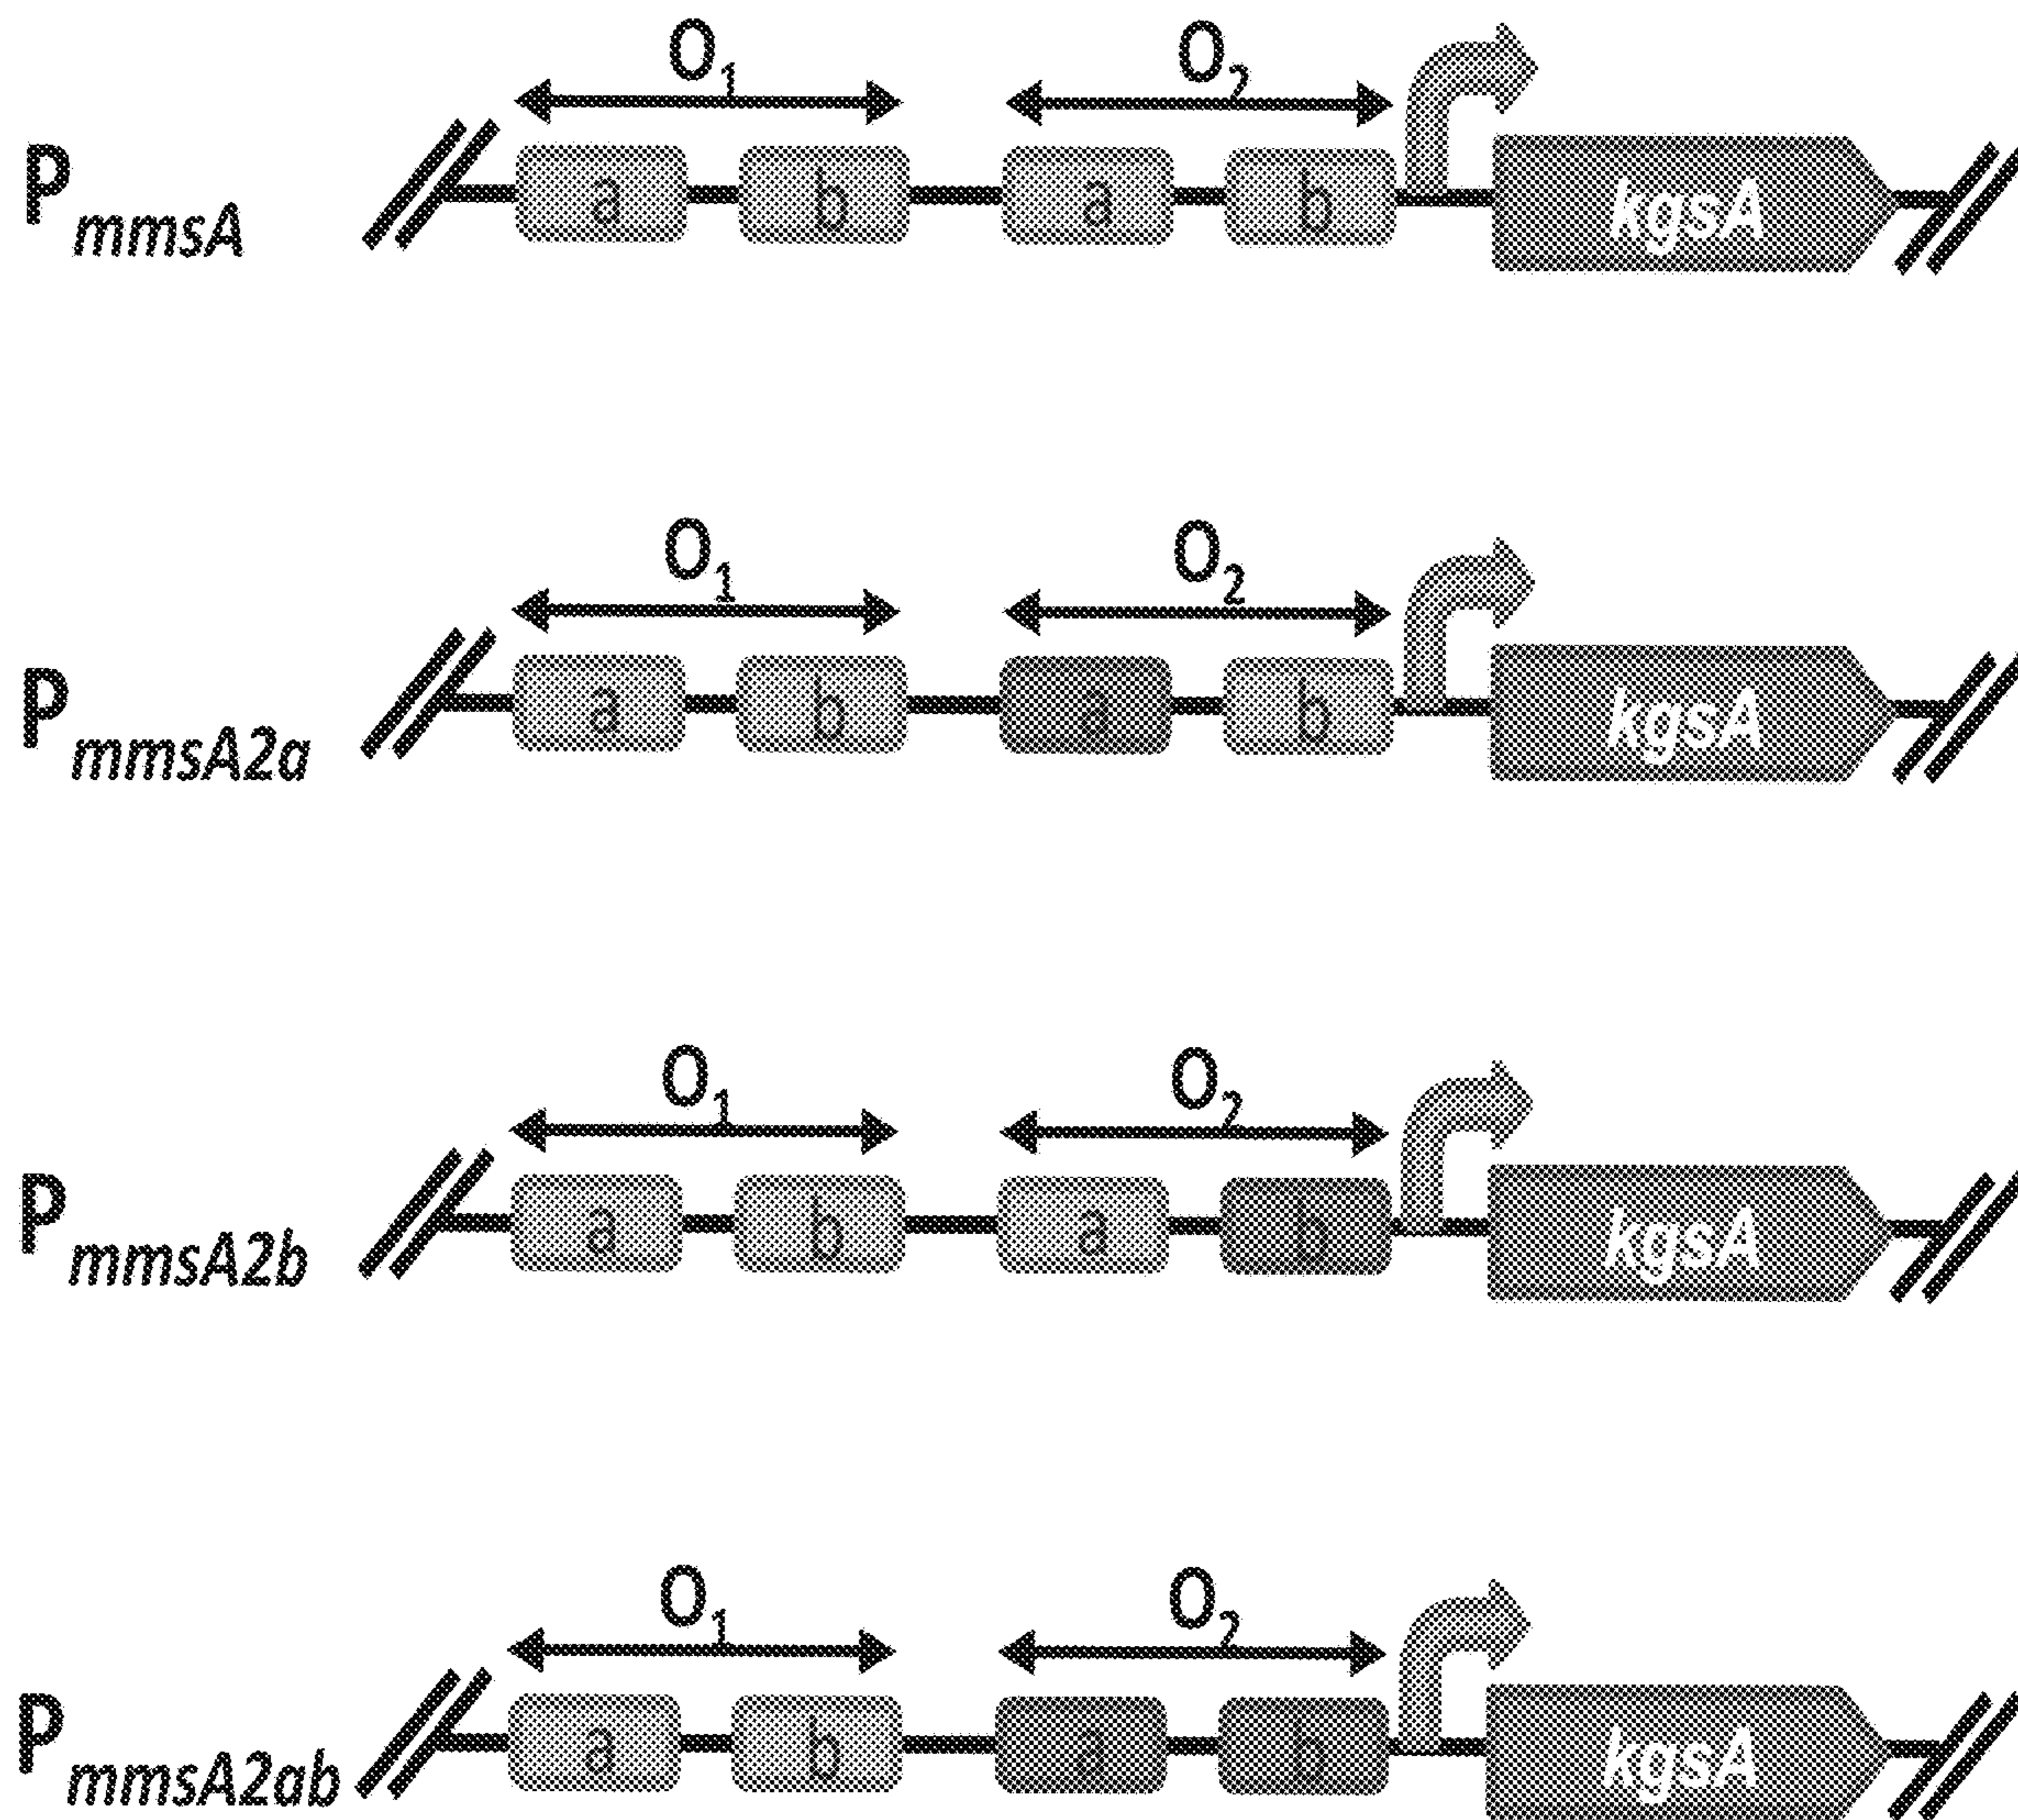 O1 O2
PmmsA a b a b kgsA
O1 O2
PmmsA2a a b a b kgsA
O1 O2
PmmsA2b a b a b kgsA
O1 O2
PmmsA2ab a b a b kgsA